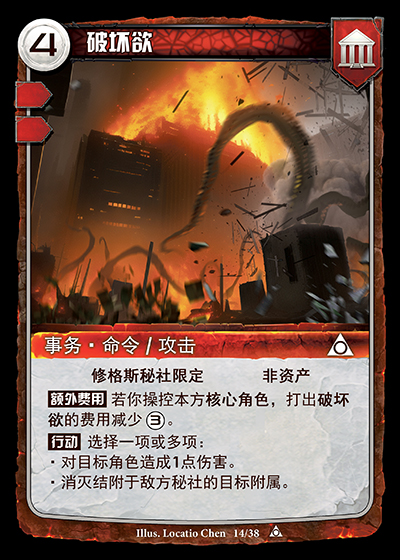 4 破坏欲
事务·命令/攻击
修格斯秘社限定 非资产
额外费用 若你操控本方核心角色，打出破坏
欲的费用减少③。
行动 选择一项或多项：
·对目标角色造成1点伤害。
·消灭结附于敌方秘社的目标附属。
Illus. Locatio Chen 14/38